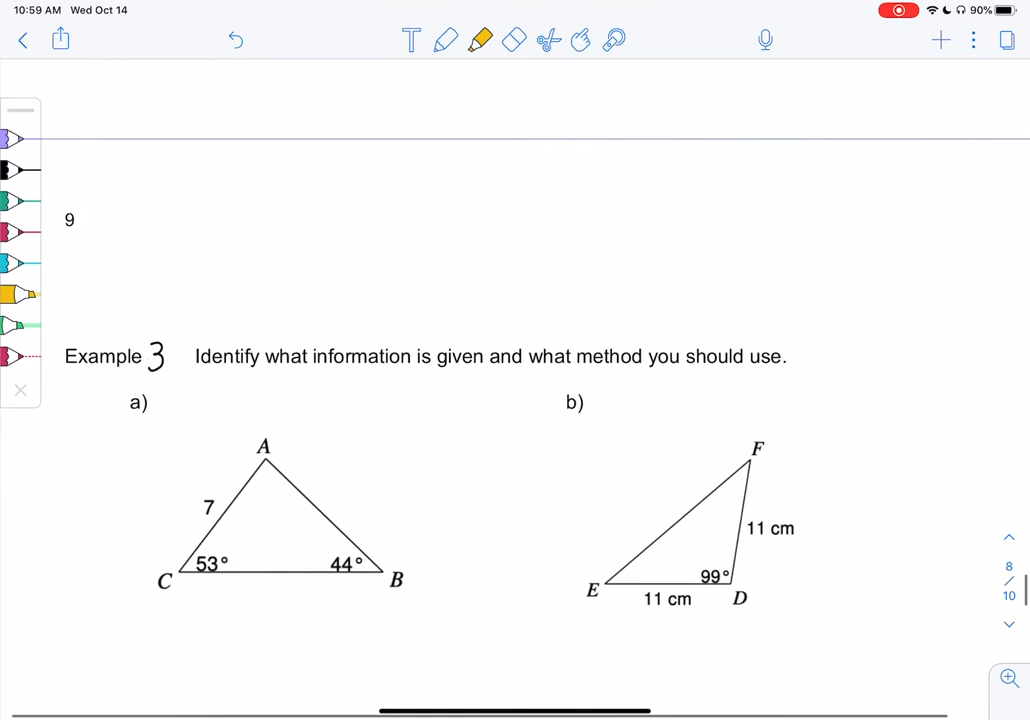 10:59 AM Wed Oct 14
90%
T
9
Example 3 Identify what information is given and what method you should use.
a)
b)
A
7
C
53°
44°
B
F
11 cm
99°
E
11 cm
D
8
/
10